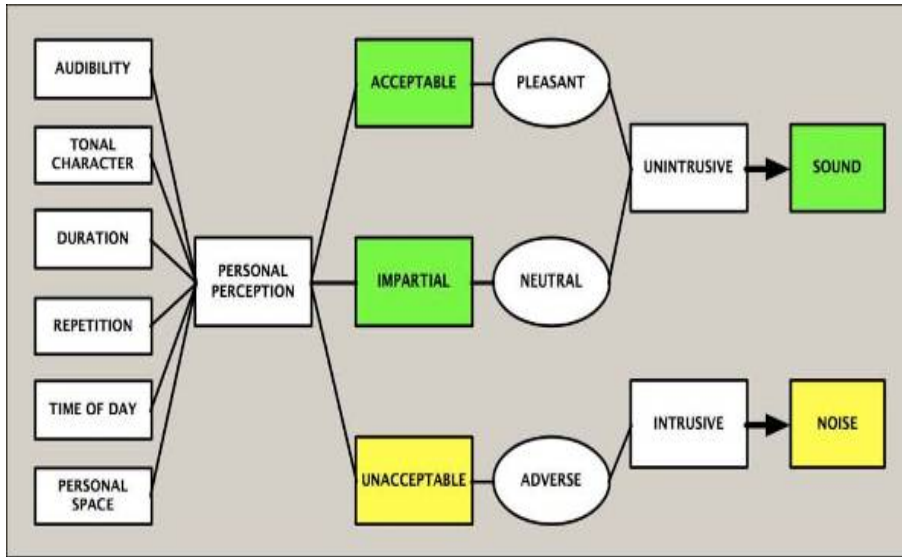 AUDIBILITY
TONAL
CHARACTER
DURATION
REPETITION
TIME OF DAY
PERSONAL
SPACE
PERSONAL
PERCEPTION
ACCEPTABLE
IMPARTIAL
UNACCEPTABLE
PLEASANT
NEUTRAL
ADVERSE
UNINTRUSIVE
INTRUSIVE
SOUND
NOISE